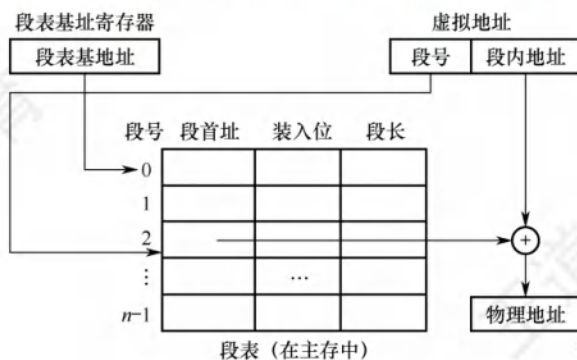 段表基址寄存器
虚拟地址
段表基地址
段号
段内地址
段号
段首址
装入位
段长
0
1
2
⋮
…
n-1
+
物理地址
段表（在主存中）